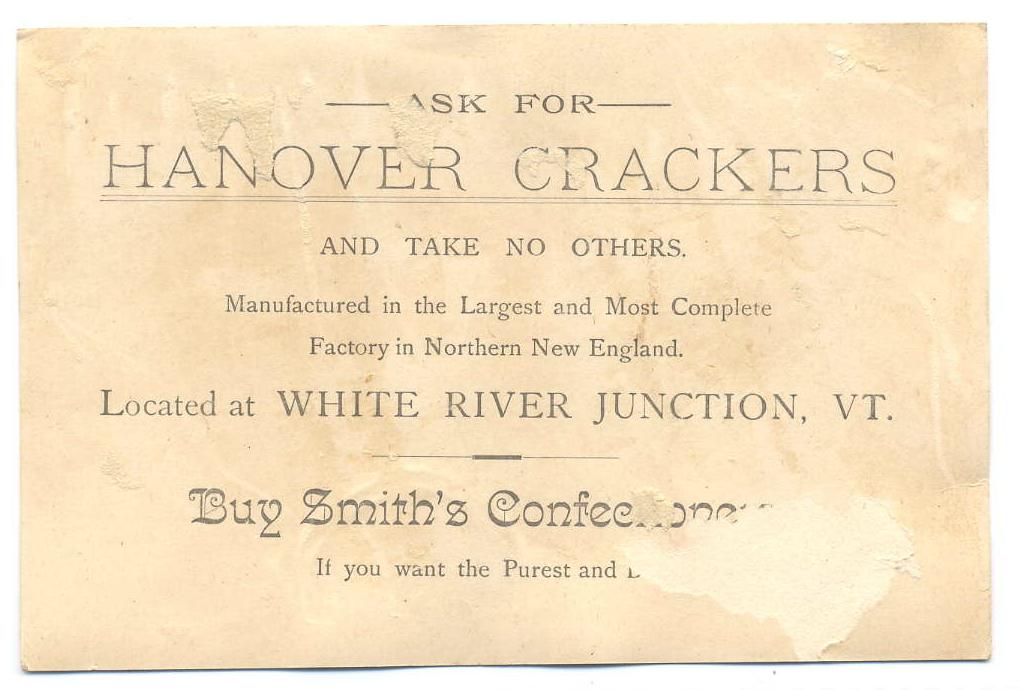 ASK FOR
HANOVER CRACKERS
AND TAKE NO OTHERS.
Manufactured in the Largest and Most Complete
Factory in Northern New England.
Located at WHITE RIVER JUNCTION, VT.
Buy Smith's
If you want the Purest and